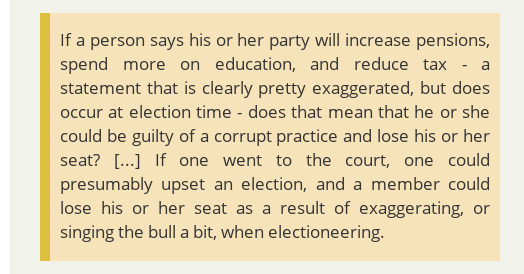 If a person says his or her party will increase pensions,
spend more on education, and reduce tax - a
statement that is clearly pretty exaggerated, but does
occur at election time - does that mean that he or she
could be guilty of a corrupt practice and lose his or her
seat? [...] If one went to the court, one could
presumably upset an election, and a member could
lose his or her seat as a result of exaggerating, or
singing the bull a bit, when electioneering.